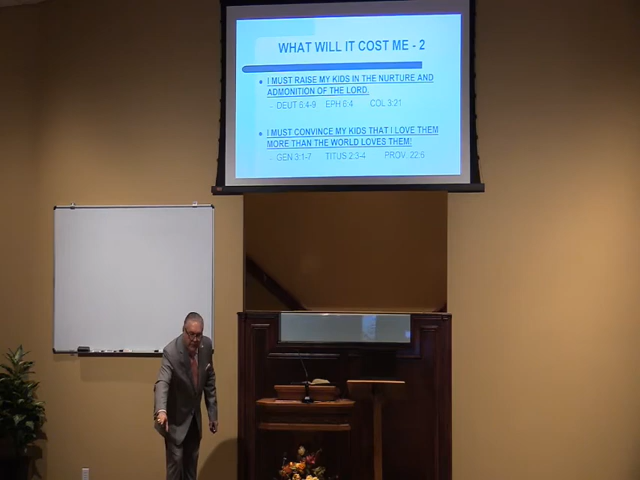 WHAT WILL IT COST ME - 2
I MUST RAISE MY KIDS IN THE NURTURE AND
ADMONITION OF THE LORD.
– DEUT 6:4-9 EPH 6:4 COL 3:21
I MUST CONVINCE MY KIDS THAT I LOVE THEM
MORE THAN THE WORLD LOVES THEM!
– GEN 3:1-7 TITUS 2:3-4 PROV 22:6